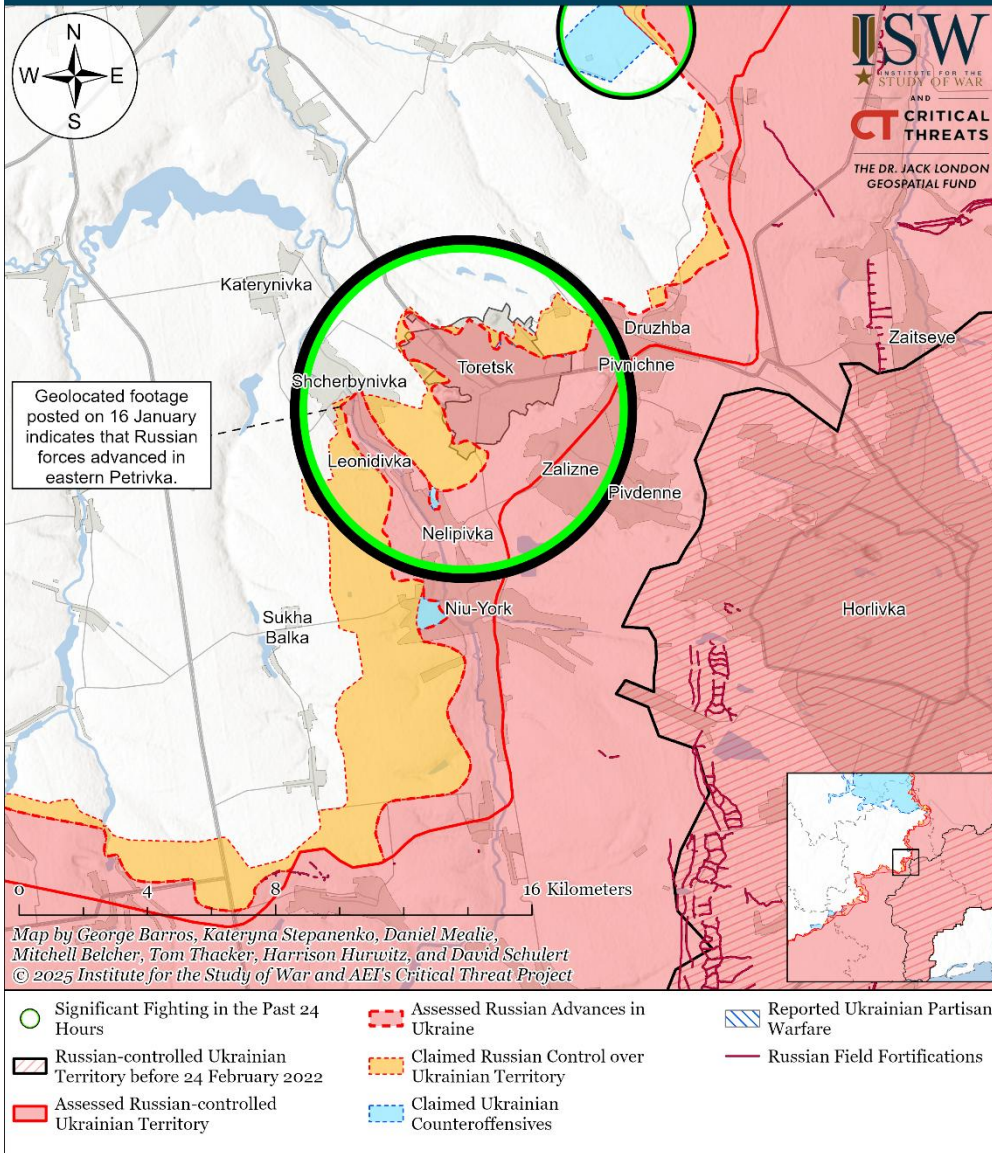 N
W E
S
ISW
INSTITUTE FOR THE
STUDY OF WAR
AND
CT CRITICAL
THREATS
THE DR. JACK LONDON
GEOSPATIAL FUND
Katerynivka
Druzhba
Zaitseve
Toretsk
Pivnichne
Shcherbynivka
Geolocated footage
posted on 16 January
indicates that Russian
forces advanced in
eastern Petrivka.
Leonidivka
Zalizne
Pivdenne
Nelipivka
Niu-York
Horlivka
Sukha
Balka
0 4 8 16 Kilometers
Map by George Barros, Kateryna Stepanenko, Daniel Mealie,
Mitchell Belcher, Tom Thacker, Harrison Hurwitz, and David Schulert
© 2025 Institute for the Study of War and AEI's Critical Threat Project
Significant Fighting in the Past 24
Hours
Russian-controlled Ukrainian
Territory before 24 February 2022
Assessed Russian-controlled
Ukrainian Territory
Assessed Russian Advances in
Ukraine
Claimed Russian Control over
Ukrainian Territory
Claimed Ukrainian
Counteroffensives
Reported Ukrainian Partisan
Warfare
Russian Field Fortifications